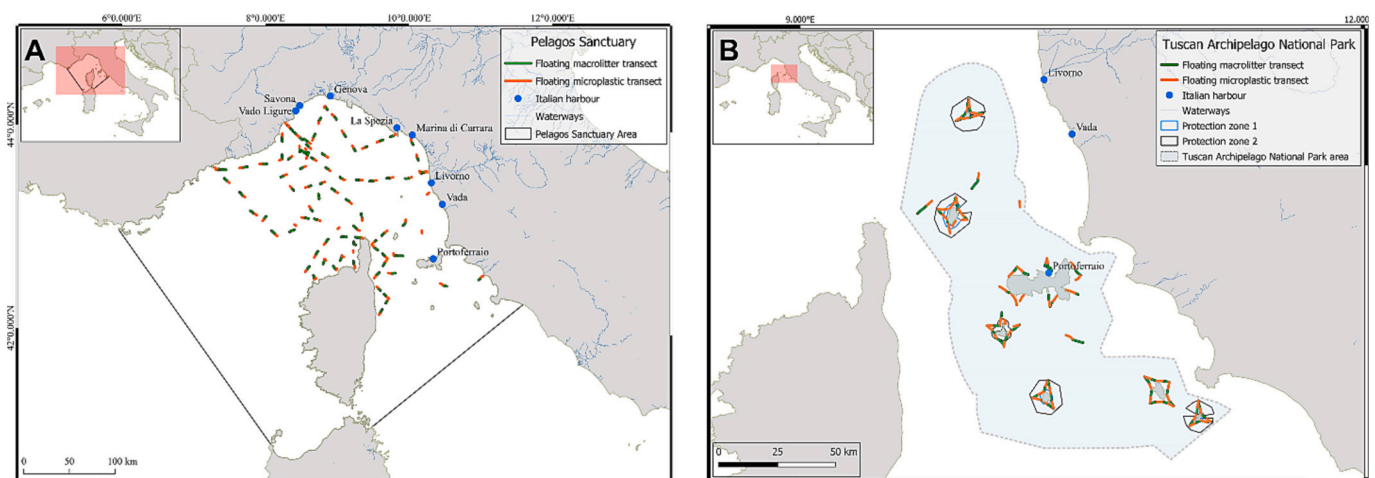 6°0.000'E 8°0.000'E 10°0.000'E 12°0.000'E
A
Pelagos Sanctuary
Floating macrolitter transect
Floating microplastic transect
Italian harbour
Waterways
Pelagos Sanctuary Area
Genova
Savona
Vado Ligure
La Spezia
Marina di Carrara
Livorno
Vada
Portoferraio
44°0.000'N
42°0.000'N
0 50 100 km
9.000°E 12.000
B
Tuscan Archipelago National Park
Floating macrolitter transect
Floating microplastic transect
Italian harbour
Waterways
Protection zone 1
Protection zone 2
Tuscan Archipelago National Park area
Livorno
Vada
Portoferraio
0 25 50 km